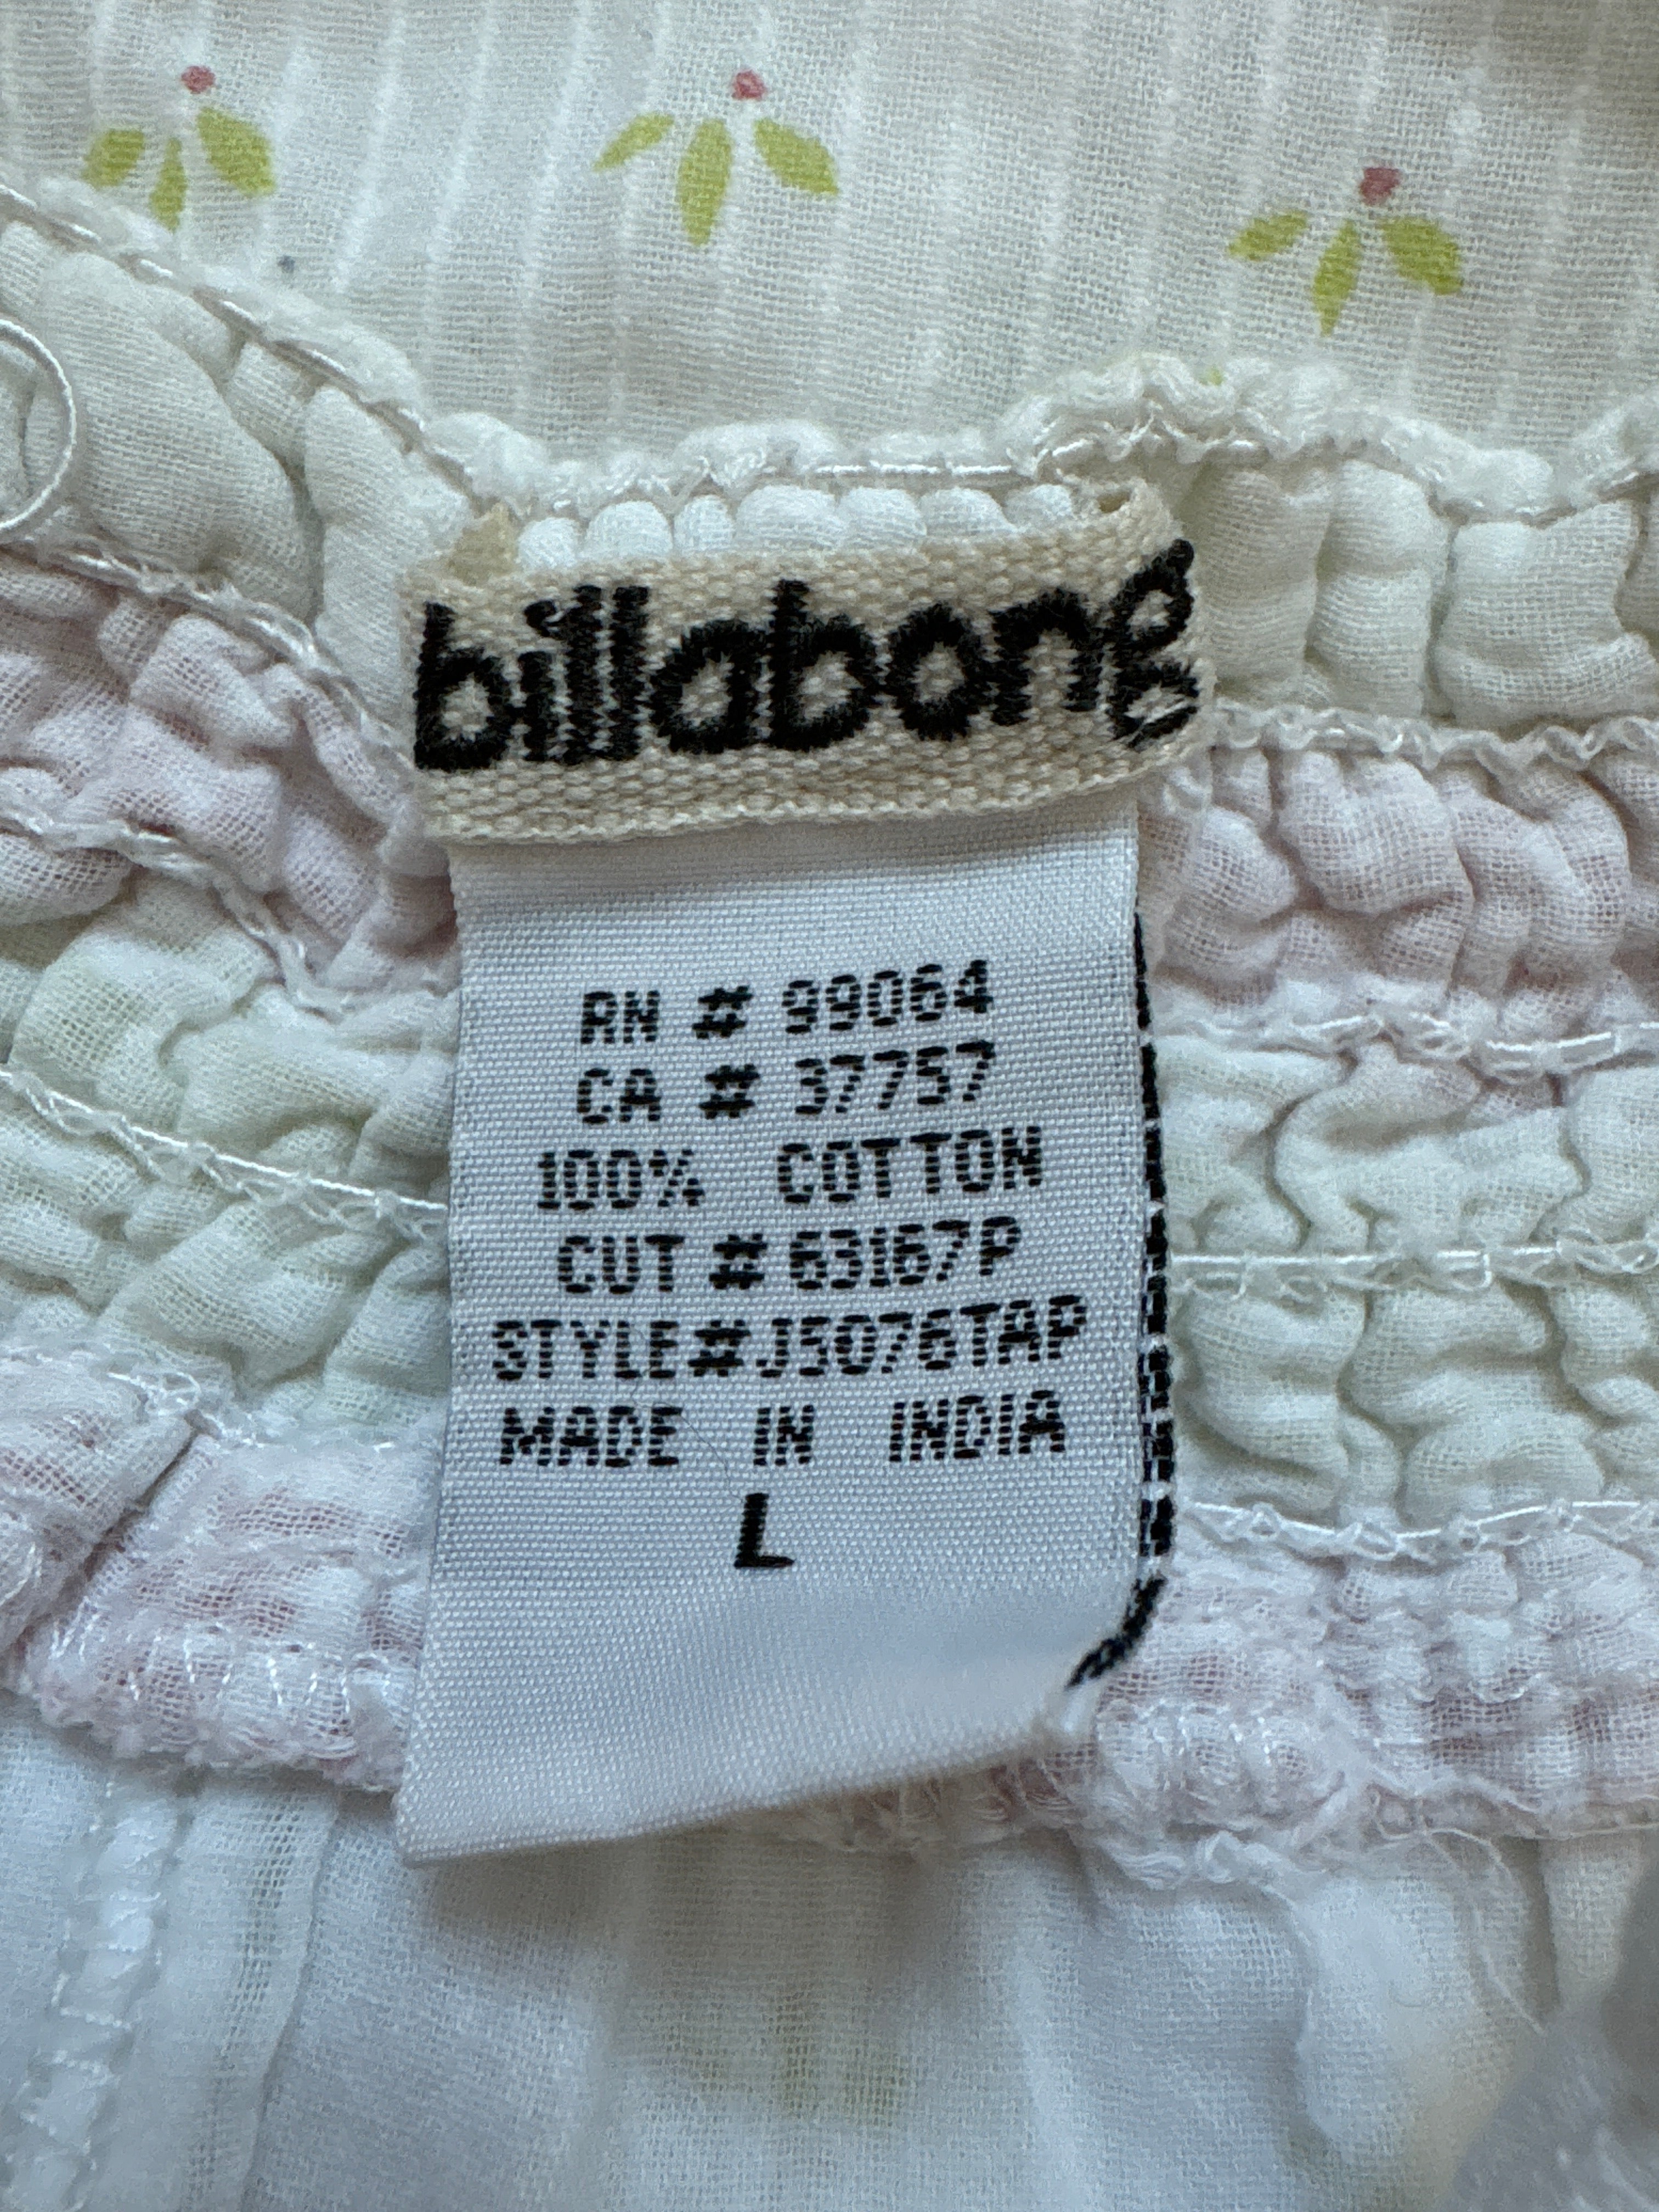 billabong
RN # 99064
CA # 37757
100% COTTON
CUT # 63167P
STYLE#J5076TAP
MADE IN INDIA
L